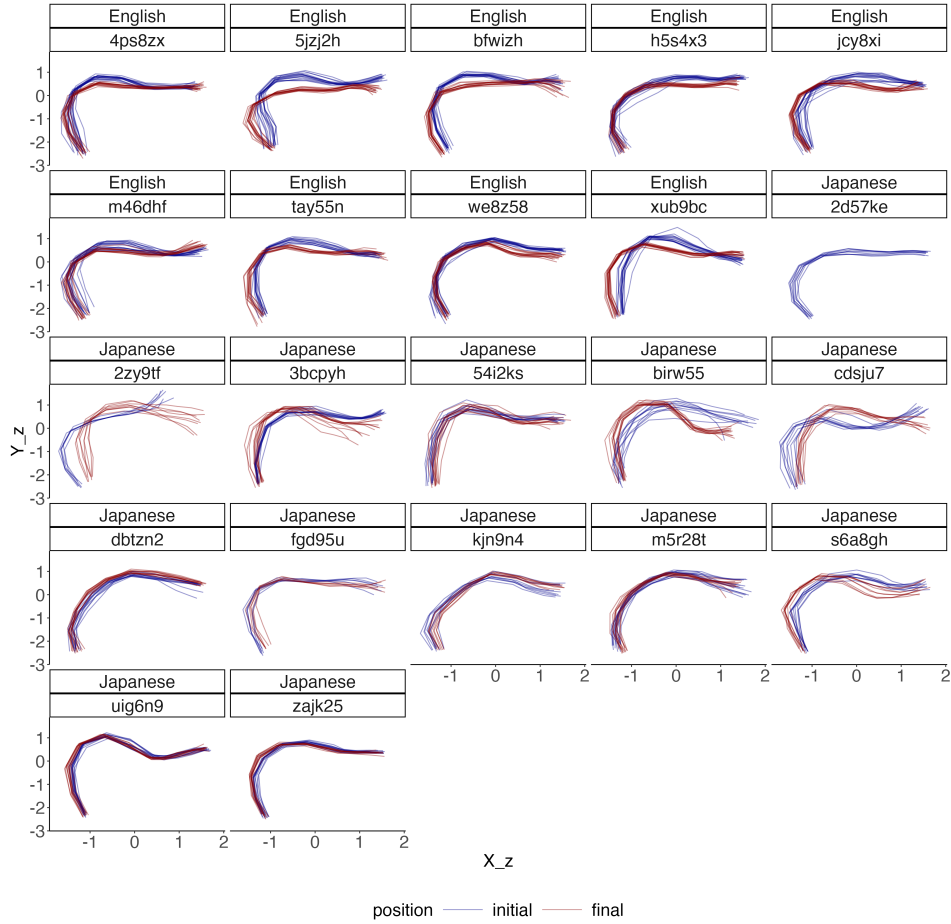 English English English English English
4ps8zx 5jzj2h bfwizh h5s4x3 jcy8xi
1
0
-1
-2
-3
English English English English Japanese
m46dhf tay55n we8z58 xub9bc 2d57ke
1
0
-1
-2
-3
Japanese Japanese Japanese Japanese Japanese
2zy9tf 3bcpyh 54i2ks birw55 cdsju7
1
0
-1
-2
-3
Y_z
Japanese Japanese Japanese Japanese Japanese
dbtzn2 fgd95u kjn9n4 m5r28t s6a8gh
1
0
-1
-2
-3
-1 0 1 2 -1 0 1 2 -1 0 1 2
Japanese Japanese
uig6n9 zajk25
1
0
-1
-2
-3
-1 0 1 2 -1 0 1 2
X_z
position initial final